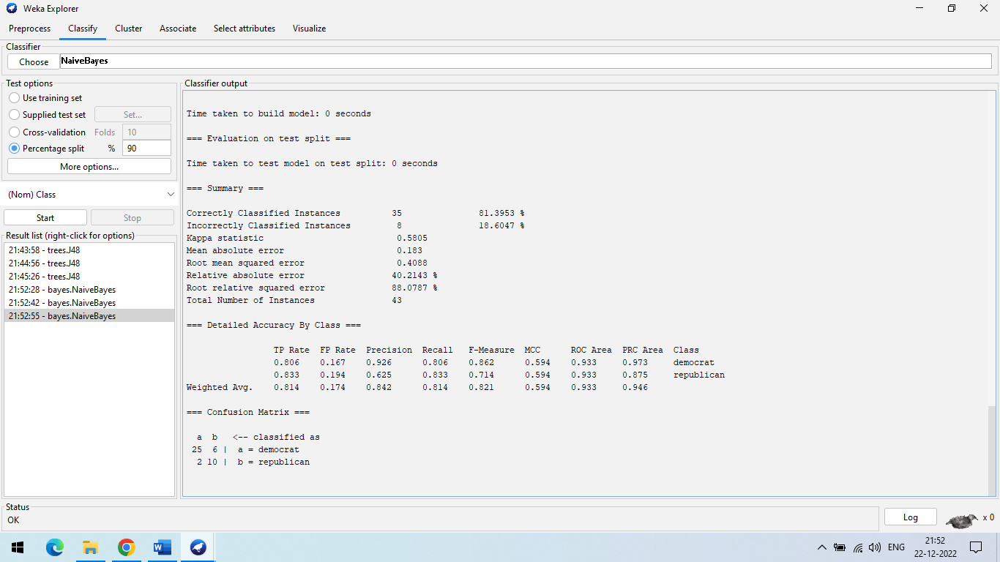 Weka Explorer
Preprocess Classify Cluster Associate Select attributes Visualize
Classifier
Choose NaiveBayes
Test options
Use training set
Supplied test set Set...
Cross-validation Folds 10
Percentage split % 90
More options...
(Nom) Class
Start Stop
Result list (right-click for options)
21:43:58 - trees.J48
21:44:56 - trees.J48
21:45:26 - trees.J48
21:52:28 - bayes.NaiveBayes
21:52:42 - bayes.NaiveBayes
21:52:55 - bayes.NaiveBayes
Classifier output
Time taken to build model: 0 seconds
=== Evaluation on test split ===
Time taken to test model on test split: 0 seconds
=== Summary ===
Correctly Classified Instances 35 81.3953 %
Incorrectly Classified Instances 8 18.6047 %
Kappa statistic 0.5805
Mean absolute error 0.183
Root mean squared error 0.4088
Relative absolute error 40.2143 %
Root relative squared error 88.0787 %
Total Number of Instances 43
=== Detailed Accuracy By Class ===
TP Rate FP Rate Precision Recall F-Measure MCC ROC Area PRC Area Class
0.806 0.167 0.926 0.806 0.862 0.594 0.933 0.973 democrat
0.833 0.194 0.625 0.833 0.714 0.594 0.933 0.875 republican
Weighted Avg. 0.814 0.174 0.842 0.814 0.821 0.594 0.933 0.946
=== Confusion Matrix ===
a b <-- classified as
25 6 | a = democrat
2 10 | b = republican
Status
OK
Log x 0
ENG
21:52
22-12-2022